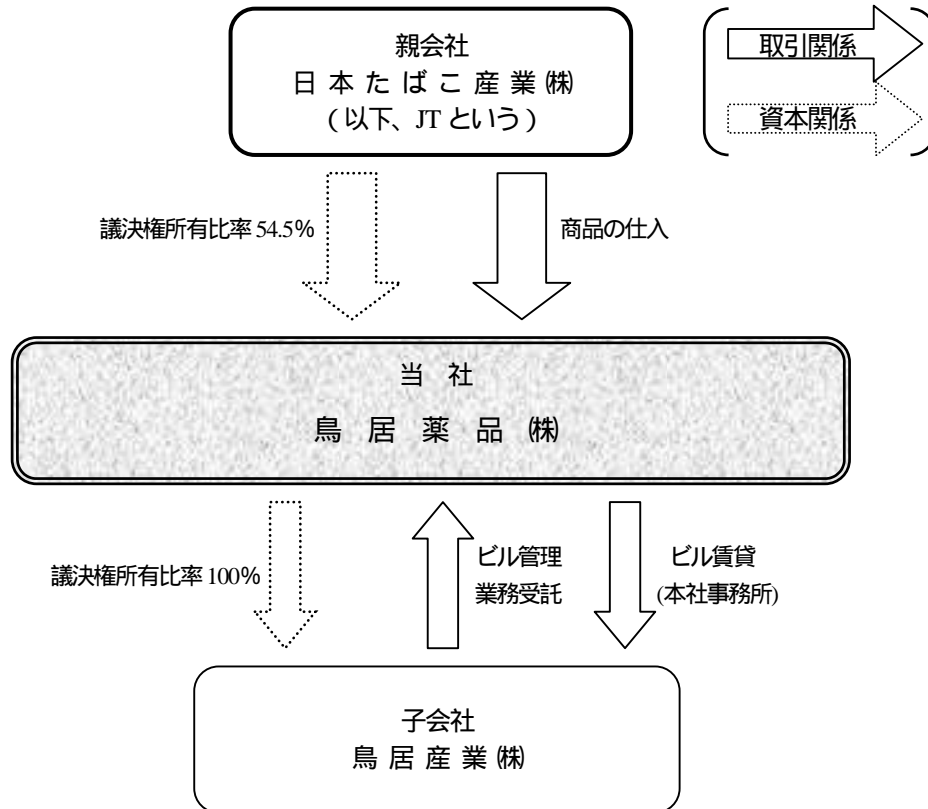 親会社
日本たばこ産業㈱
(以下、JTという)
取引関係
資本関係
議決権所有比率 54.5%
商品の仕入
当 社
鳥 居 薬 品 ㈱
議決権所有比率 100%
ビル管理
業務受託
ビル賃貸
(本社事務所)
子会社
鳥居産業㈱